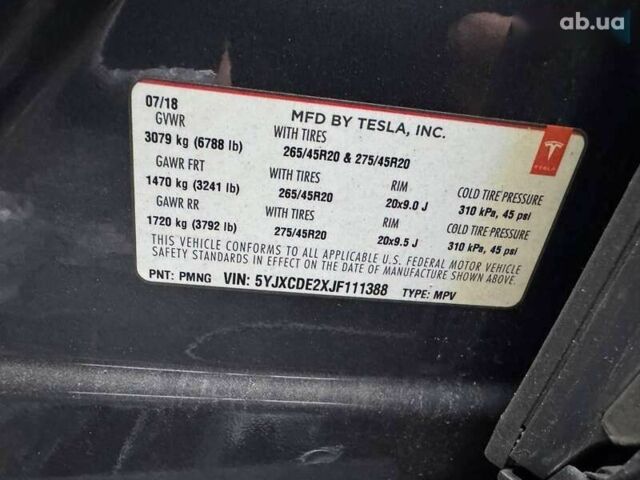 ab.ua
07/18
MFD BY TESLA, INC.
GVWR WITH TIRES
3079 kg (6788 lb) 265/45R20 & 275/45R20
TESLA
GAWR FRT WITH TIRES RIM COLD TIRE PRESSURE
1470 kg (3241 lb) 265/45R20 20x9.0 J 310 kPa, 45 psi
GAWR RR WITH TIRES RIM COLD TIRE PRESSURE
1720 kg (3792 lb) 275/45R20 20x9.5 J 310 kPa, 45 psi
THIS VEHICLE CONFORMS TO ALL APPLICABLE U.S. FEDERAL MOTOR VEHICLE
SAFETY STANDARDS IN EFFECT ON THE DATE OF MANUFACTURE SHOWN ABOVE.
PNT: PMNG VIN: 5YJXCDE2XJF111388 TYPE: MPV